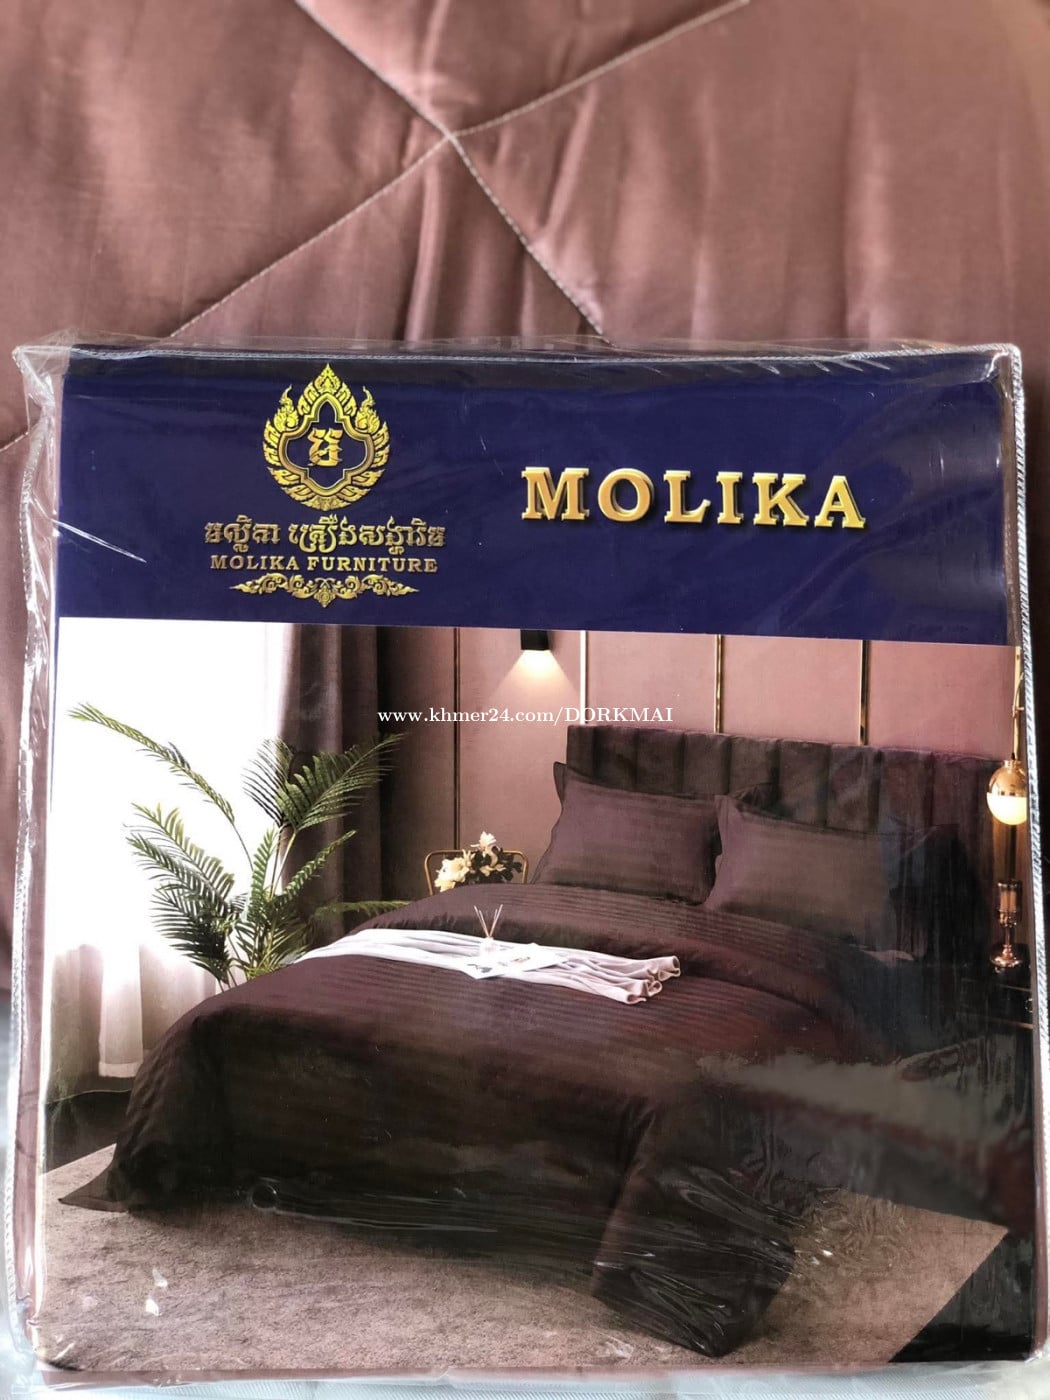 ម
មល្លិកា គ្រឿងសង្ហារិម
MOLIKA FURNITURE
MOLIKA
www.khmer24.com/DORKMAI